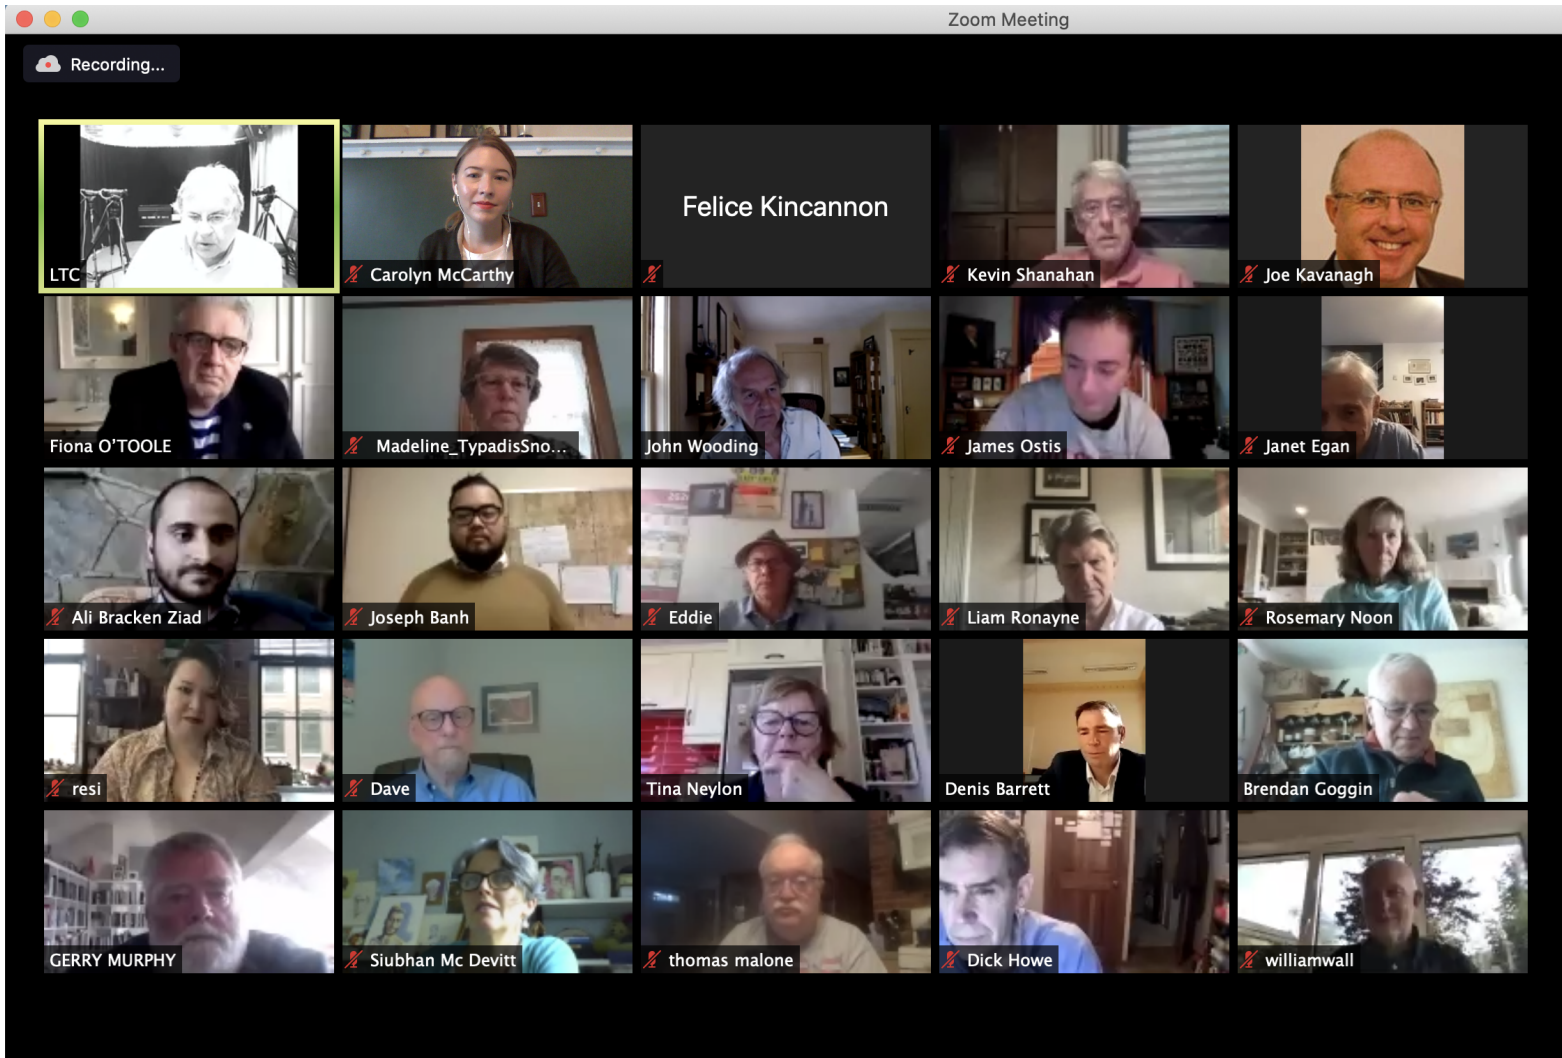 Zoom Meeting
Recording...
Felice Kincannon
LTC
Carolyn McCarthy
Kevin Shanahan
Joe Kavanagh
Fiona O'TOOLE
Madeline_TypadisSno...
John Wooding
James Ostis
Janet Egan
Ali Bracken Ziad
Joseph Banh
Eddie
Liam Ronayne
Rosemary Noon
resi
Dave
Tina Neylon
Denis Barrett
Brendan Goggin
GERRY MURPHY
Siubhan Mc Devitt
thomas malone
Dick Howe
williamwall